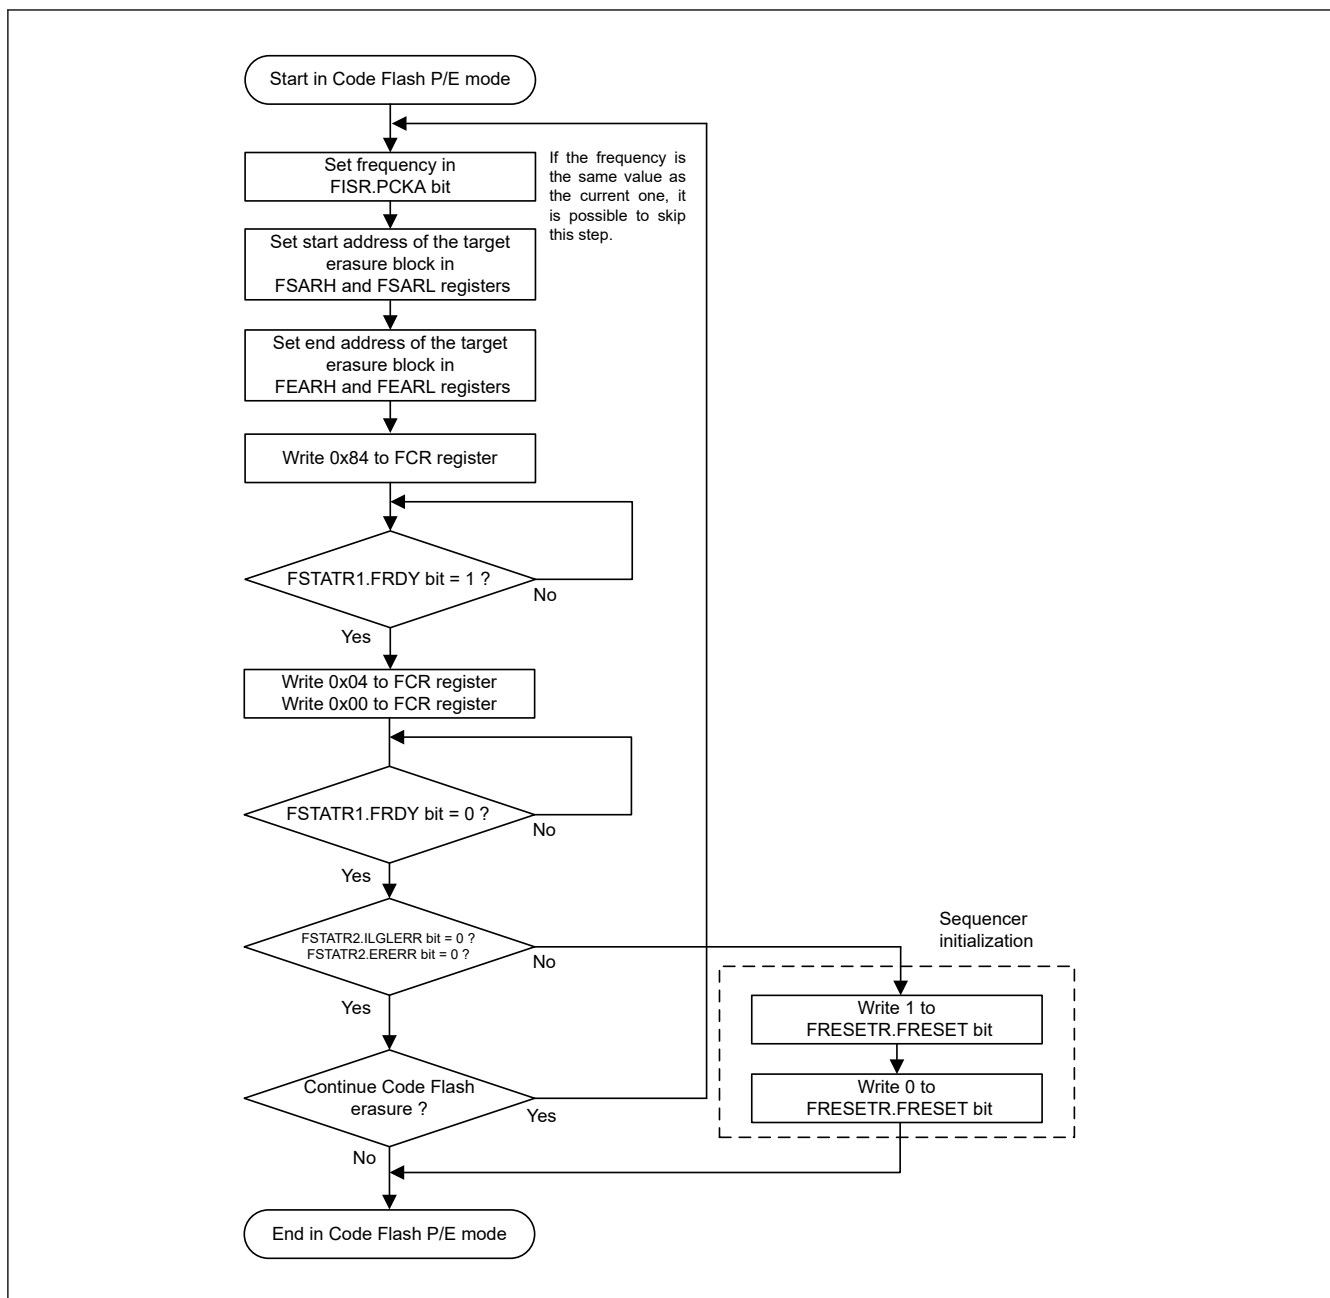 Start in Code Flash P/E mode
Set frequency in
FISR.PCKA bit
If the frequency is
the same value as
the current one, it
is possible to skip
this step.
Set start address of the target
erasure block in
FSARH and FSARL registers
Set end address of the target
erasure block in
FEARH and FEARL registers
Write 0x84 to FCR register
FSTATR1.FRDY bit = 1 ?
No
Yes
Write 0x04 to FCR register
Write 0x00 to FCR register
FSTATR1.FRDY bit = 0 ?
No
Yes
FSTATR2.ILGLERR bit = 0 ?
FSTATR2.ERERR bit = 0 ?
No
Yes
Sequencer
initialization
Write 1 to
FRESETR.FRESET bit
Write 0 to
FRESETR.FRESET bit
Continue Code Flash
erasure ?
Yes
No
End in Code Flash P/E mode